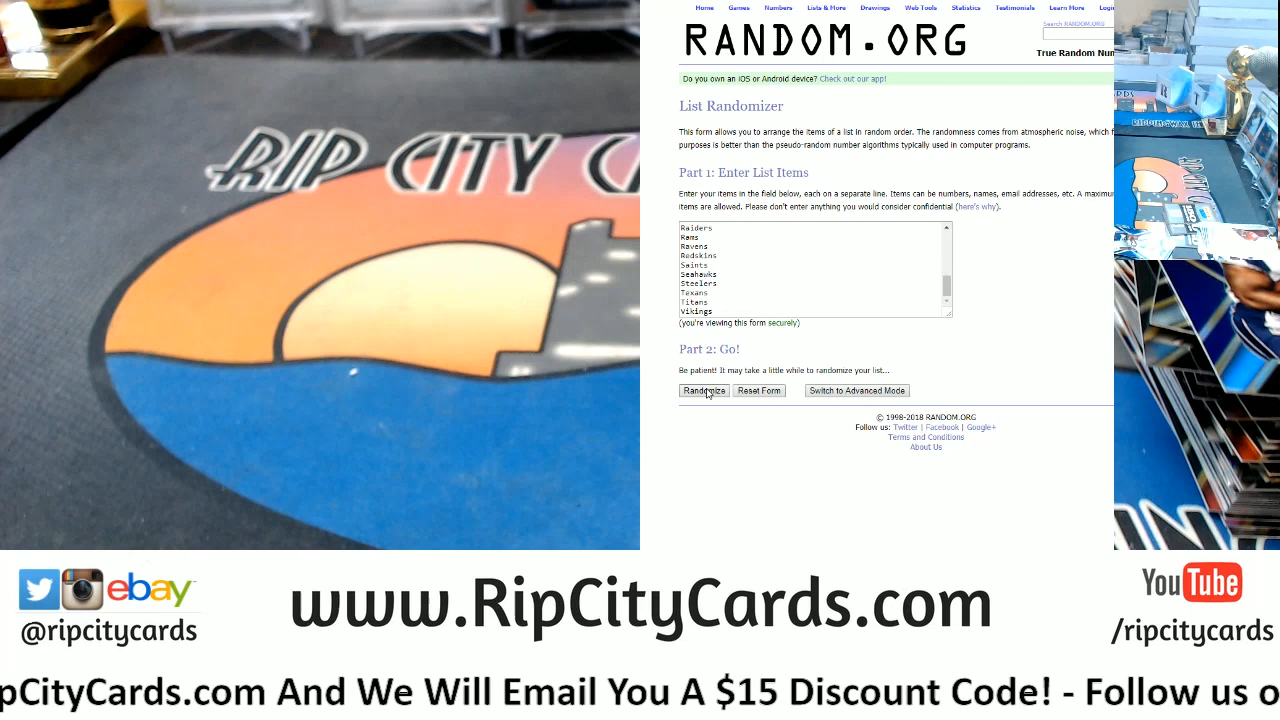 RIP CITY C
Home Games Numbers Lists & More Drawings Web Tools Statistics Testimonials Learn More Login
RANDOM.ORG
Search RANDOM.ORG
True Random Num
Do you own an iOS or Android device? Check out our app!
List Randomizer
This form allows you to arrange the items of a list in random order. The randomness comes from atmospheric noise, which f
purposes is better than the pseudo-random number algorithms typically used in computer programs.
Part 1: Enter List Items
Enter your items in the field below, each on a separate line. Items can be numbers, names, email addresses, etc. A maximu
items are allowed. Please don't enter anything you would consider confidential (here's why).
Raiders
Rams
Ravens
Redskins
Saints
Seahawks
Steelers
Texans
Titans
Vikings
(you're viewing this form securely)
Part 2: Go!
Be patient! It may take a little while to randomize your list...
Randomize Reset Form Switch to Advanced Mode
© 1998-2018 RANDOM.ORG
Follow us: Twitter | Facebook | Google+
Terms and Conditions
About Us
ebay
@ripcitycards
www.RipCityCards.com
YouTube
/ripcitycards
pCityCards.com And We Will Email You A $15 Discount Code! - Follow us o